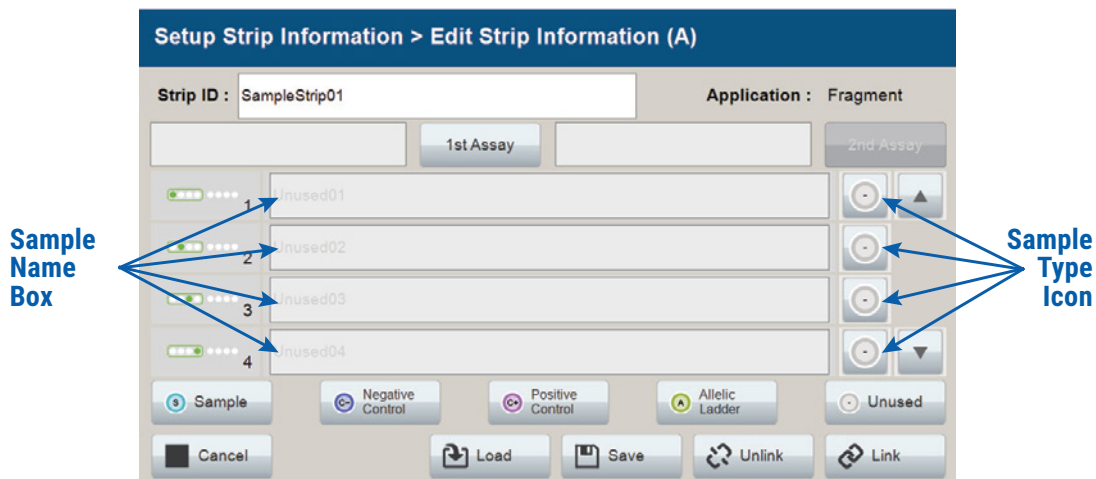 Setup Strip Information > Edit Strip Information (A)
Strip ID : SampleStrip01 Application : Fragment
1st Assay 2nd Assay
1 Unused01 -
Sample
Name
Box
2 Unused02 -
Sample
Type
Icon
3 Unused03 -
4 Unused04 -
S Sample C- Negative
Control C+ Positive
Control A Allelic
Ladder - Unused
Cancel Load Save Unlink Link